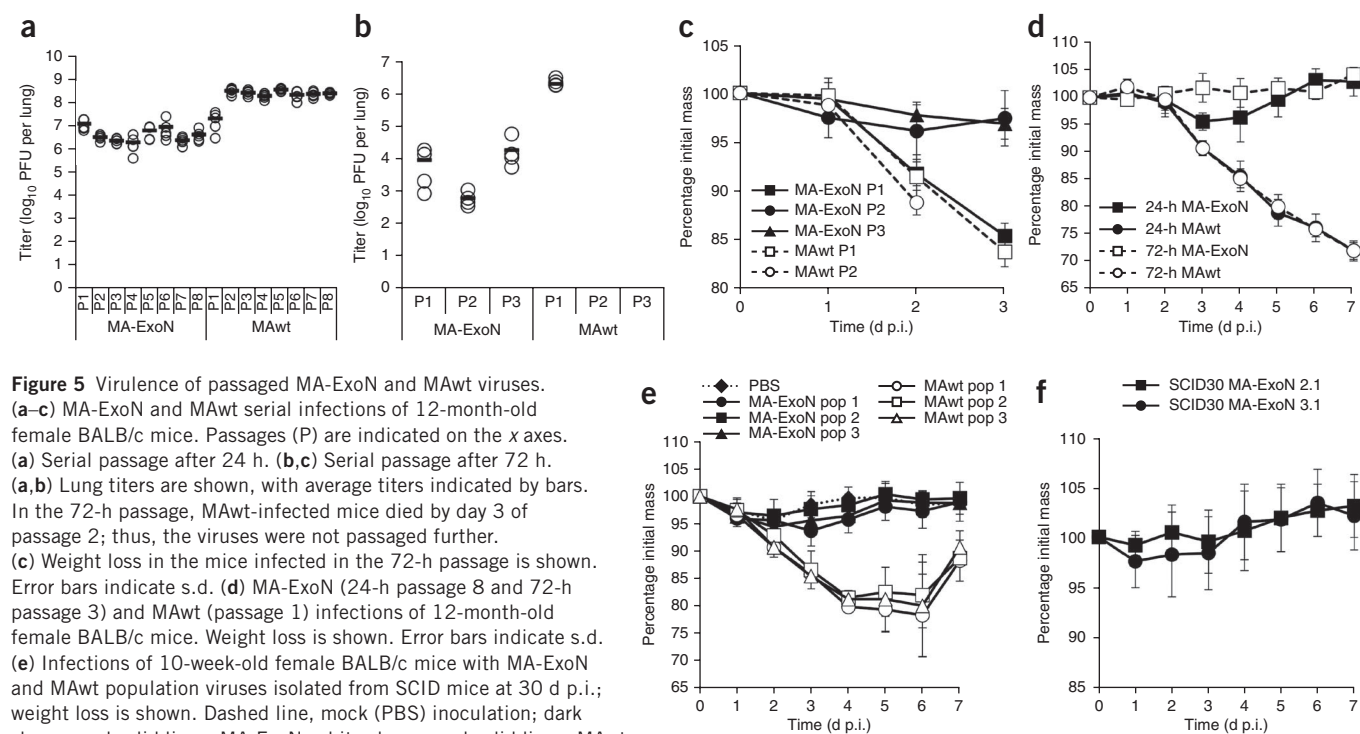 a
Titer (log10 PFU per lung)
10
9
8
7
6
5
4
3
2
1
0
P1 P2 P3 P4 P5 P6 P7 P8 P1 P2 P3 P4 P5 P6 P7 P8
MA-ExoN MAwt
b
Titer (log10 PFU per lung)
7
6
5
4
3
2
1
0
P1 P2 P3 P1 P2 P3
MA-ExoN MAwt
c
Percentage initial mass
105
100
95
90
85
80
MA-ExoN P1
MA-ExoN P2
MA-ExoN P3
MAwt P1
MAwt P2
0 1 2 3
Time (d p.i.)
d
Percentage initial mass
110
105
100
95
90
85
80
75
70
65
24-h MA-ExoN
24-h MAwt
72-h MA-ExoN
72-h MAwt
0 1 2 3 4 5 6 7
Time (d p.i.)
Figure 5 Virulence of passaged MA-ExoN and MAwt viruses.
(a–c) MA-ExoN and MAwt serial infections of 12-month-old
female BALB/c mice. Passages (P) are indicated on the x axes.
(a) Serial passage after 24 h. (b,c) Serial passage after 72 h.
(a,b) Lung titers are shown, with average titers indicated by bars.
In the 72-h passage, MAwt-infected mice died by day 3 of
passage 2; thus, the viruses were not passaged further.
(c) Weight loss in the mice infected in the 72-h passage is shown.
Error bars indicate s.d. (d) MA-ExoN (24-h passage 8 and 72-h
passage 3) and MAwt (passage 1) infections of 12-month-old
female BALB/c mice. Weight loss is shown. Error bars indicate s.d.
(e) Infections of 10-week-old female BALB/c mice with MA-ExoN
and MAwt population viruses isolated from SCID mice at 30 d p.i.;
weight loss is shown. Dashed line, mock (PBS) inoculation; dark
e
PBS
MA-ExoN pop 1
MA-ExoN pop 2
MA-ExoN pop 3
MAwt pop 1
MAwt pop 2
MAwt pop 3
Percentage initial mass
110
105
100
95
90
85
80
75
70
65
0 1 2 3 4 5 6 7
Time (d p.i.)
f
SCID30 MA-ExoN 2.1
SCID30 MA-ExoN 3.1
Percentage initial mass
110
105
100
95
90
85
0 1 2 3 4 5 6 7
Time (d p.i.)